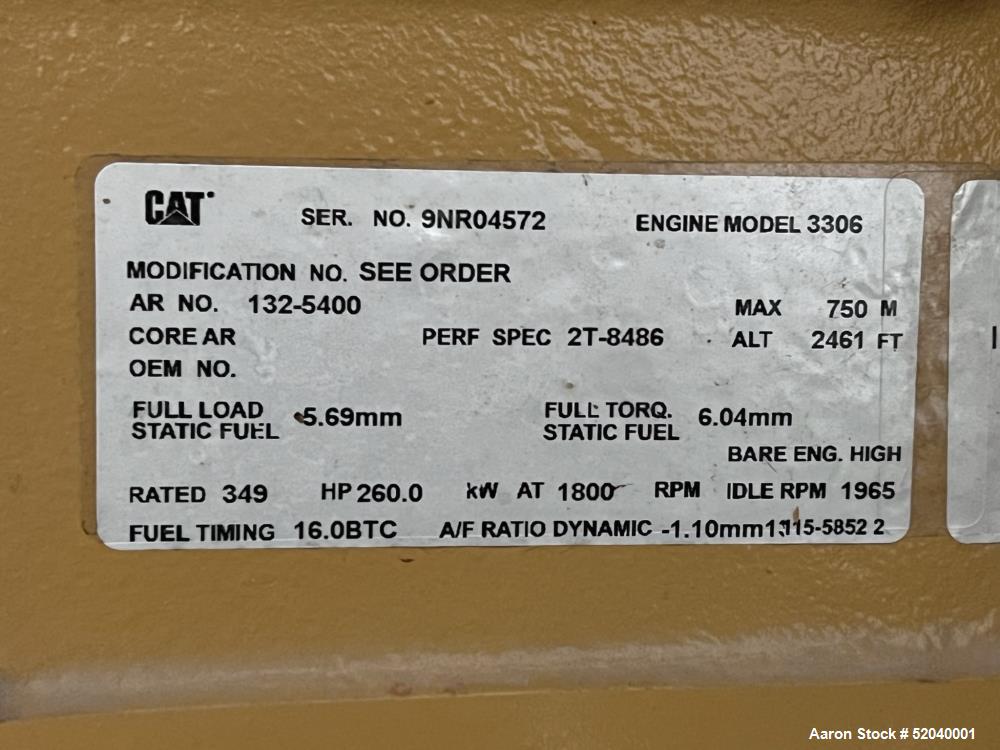 CAT SER. NO. 9NR04572 ENGINE MODEL 3306
MODIFICATION NO. SEE ORDER
AR NO. 132-5400 MAX 750 M
CORE AR PERF SPEC 2T-8486 ALT 2461 FT
OEM NO.
FULL LOAD STATIC FUEL 5.69mm FULL TORQ. STATIC FUEL 6.04mm
BARE ENG. HIGH
RATED 349 HP 260.0 kW AT 1800 RPM IDLE RPM 1965
FUEL TIMING 16.0BTC A/F RATIO DYNAMIC -1.10mm 115-5852 2
Aaron Stock # 52040001